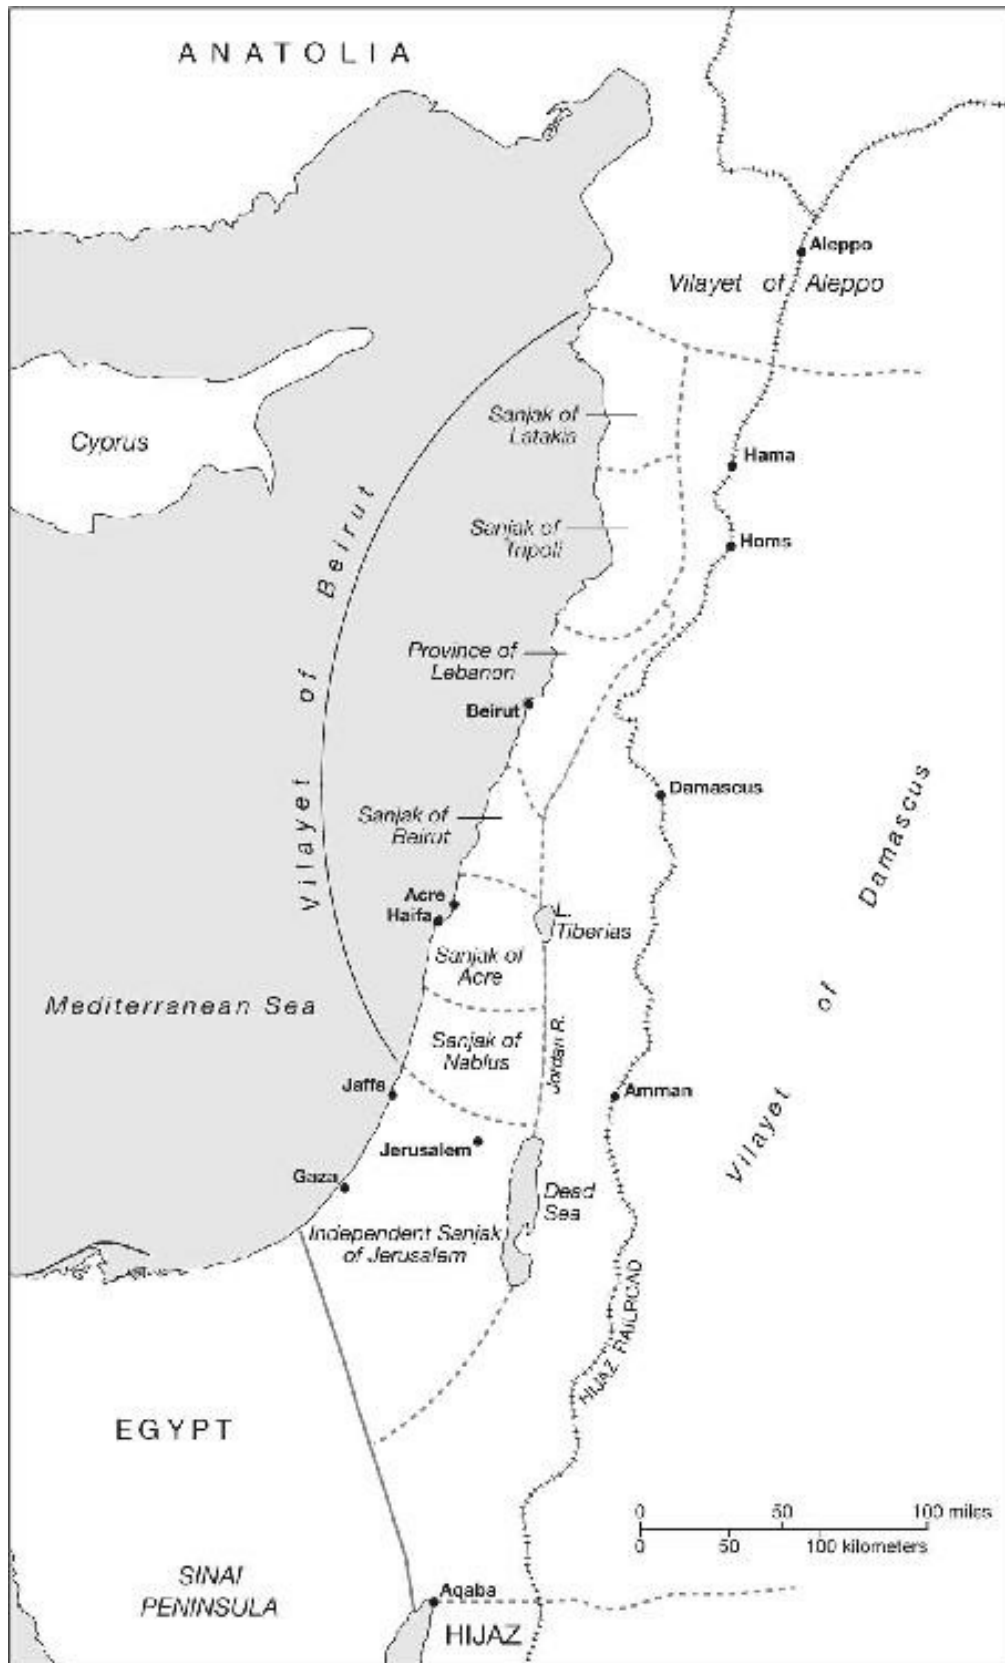 ANATOLIA
Aleppo
Vilayet of Aleppo
Cyprus
Sanjak of
Latakia
Hama
Sanjak of
Tripoli
Homs
Vilayet of Beirut
Province of
Lebanon
Beirut
Damascus
Sanjak of
Beirut
Vilayet of Damascus
Acre
Haifa
L.
Tiberias
Sanjak of
Acre
Mediterranean Sea
Jordan R.
Sanjak of
Nablus
Jaffa
Amman
Jerusalem
Gaza
Dead
Sea
Independent Sanjak
of Jerusalem
HIJAZ RAILROAD
EGYPT
0 50 100 miles
0 50 100 kilometers
SINAI
PENINSULA
Aqaba
HIJAZ